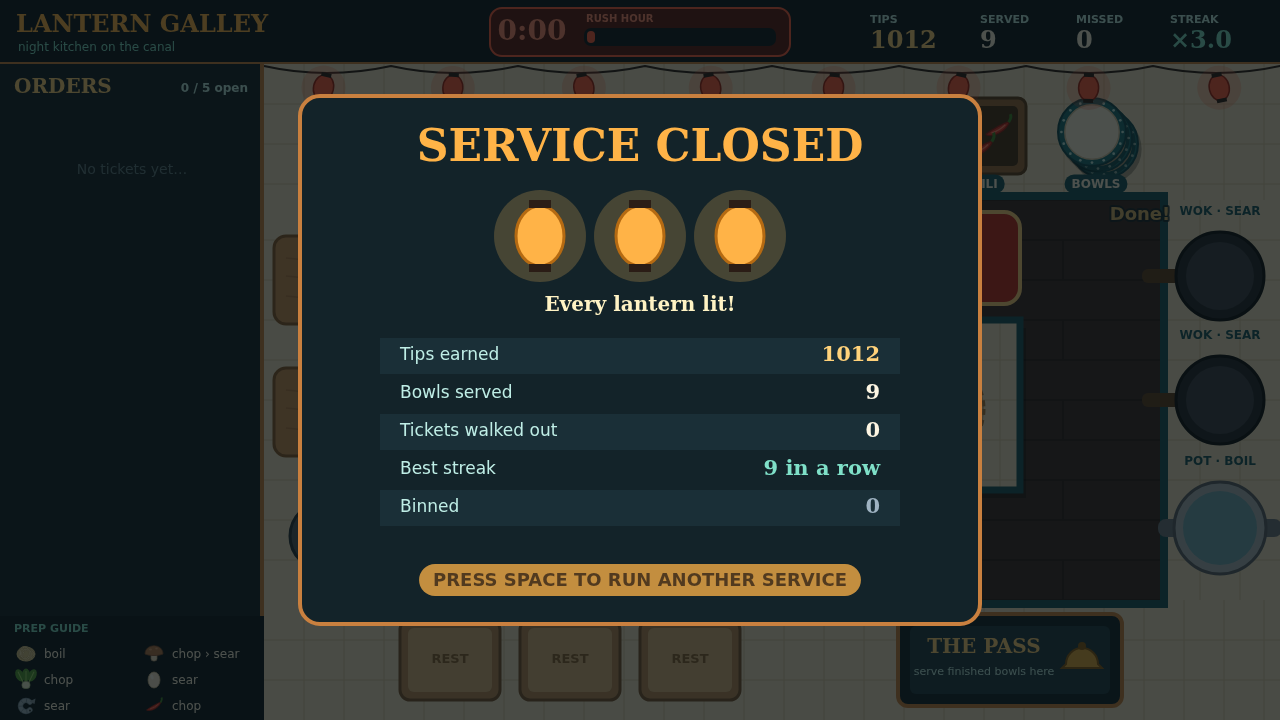 LANTERN GALLEY
night kitchen on the canal
0:00
RUSH HOUR
TIPS
1012
SERVED
9
MISSED
0
STREAK
×3.0
ORDERS
0 / 5 open
No tickets yet…
BOWLS
Done!
WOK · SEAR
WOK · SEAR
POT · BOIL
SERVICE CLOSED
Every lantern lit!
Tips earned 1012
Bowls served 9
Tickets walked out 0
Best streak 9 in a row
Binned 0
PRESS SPACE TO RUN ANOTHER SERVICE
PREP GUIDE
boil
chop › sear
chop
sear
sear
chop
REST
REST
REST
THE PASS
serve finished bowls here